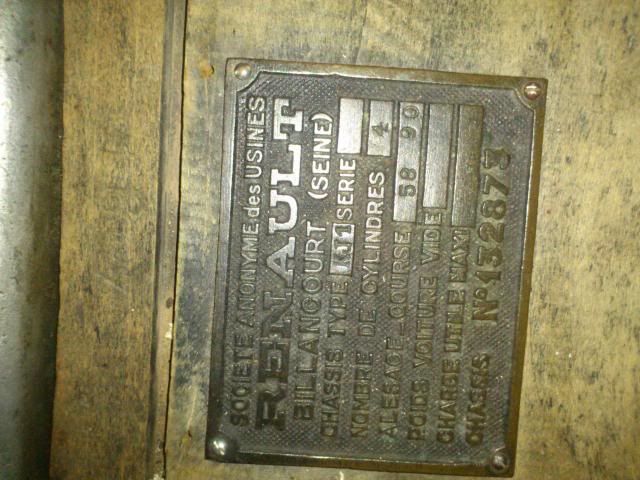 SOCIETE ANONYME des USINES
RENAULT
BILLANCOURT (SEINE)
CHASSIS TYPE SERIE
NOMBRE DE CYLINDRES 4
ALESAGE-COURSE 58 90
POIDS VOITURE VIDE
CHARGE UTILE MAXI
CHASSIS N°132873